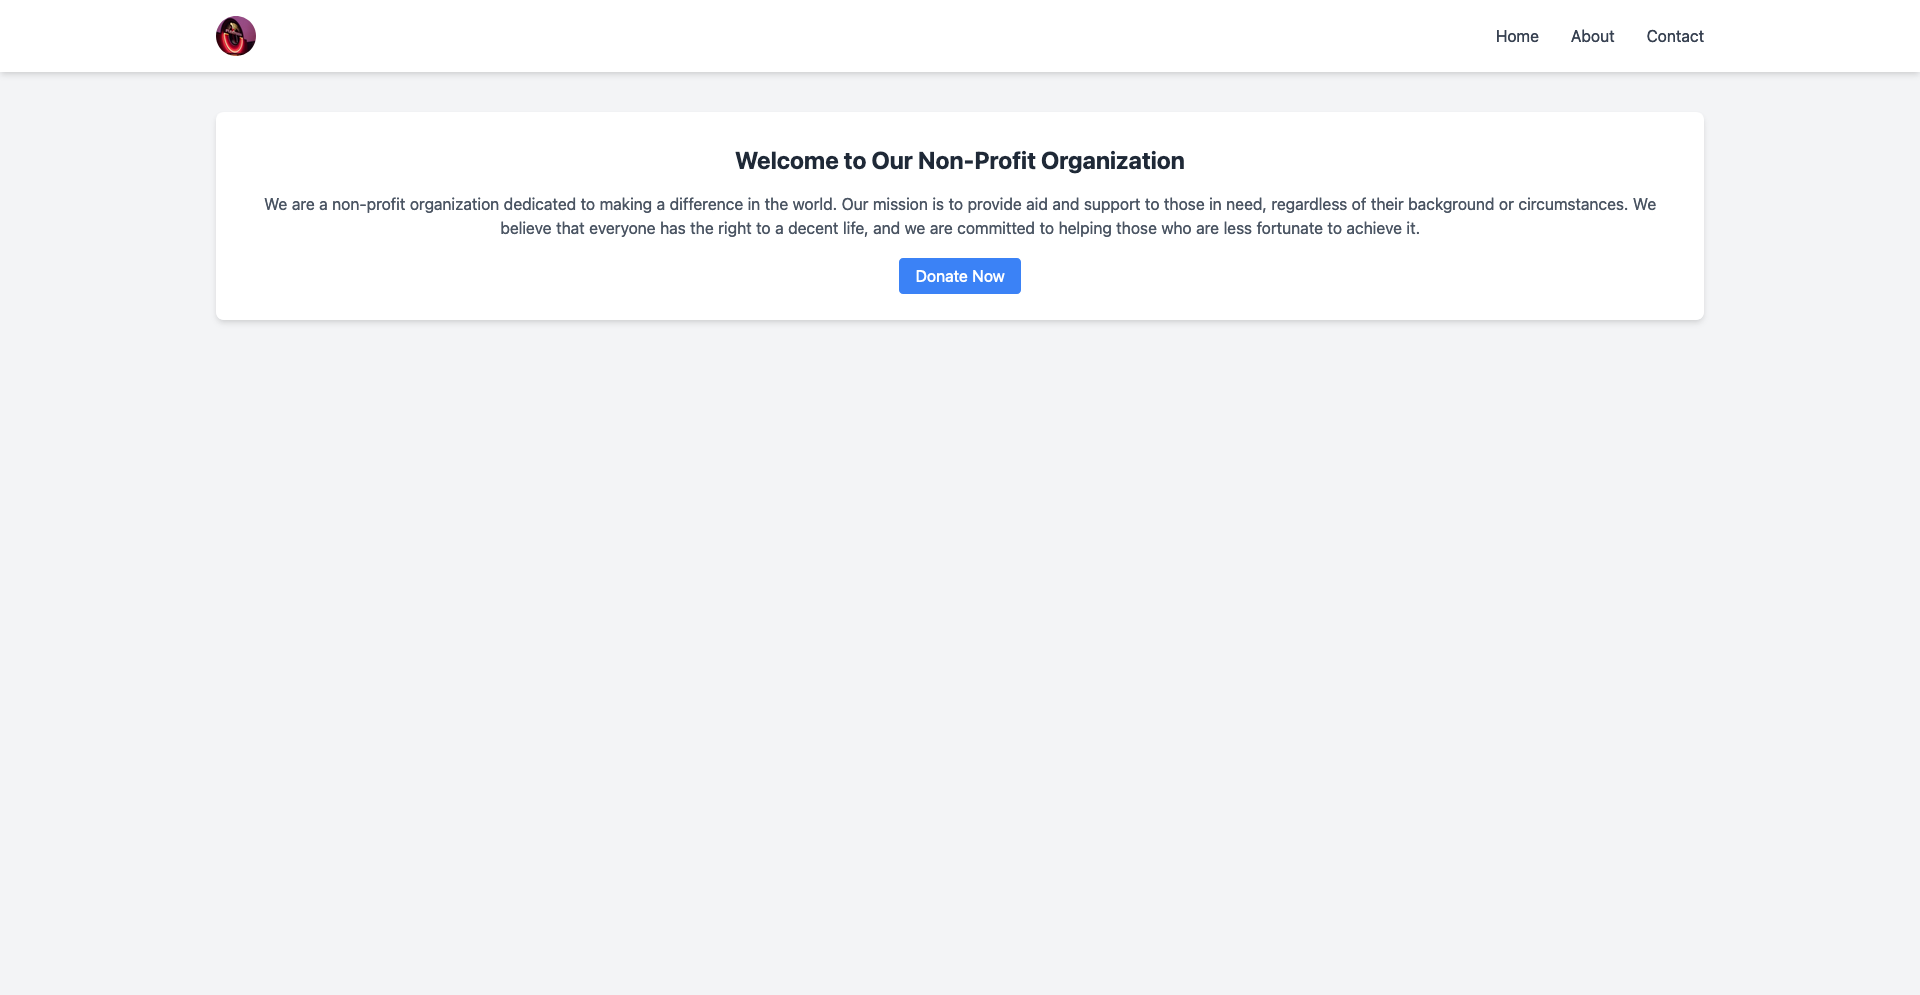 Home
About
Contact
Welcome to Our Non-Profit Organization
We are a non-profit organization dedicated to making a difference in the world. Our mission is to provide aid and support to those in need, regardless of their background or circumstances. We
believe that everyone has the right to a decent life, and we are committed to helping those who are less fortunate to achieve it.
Donate Now